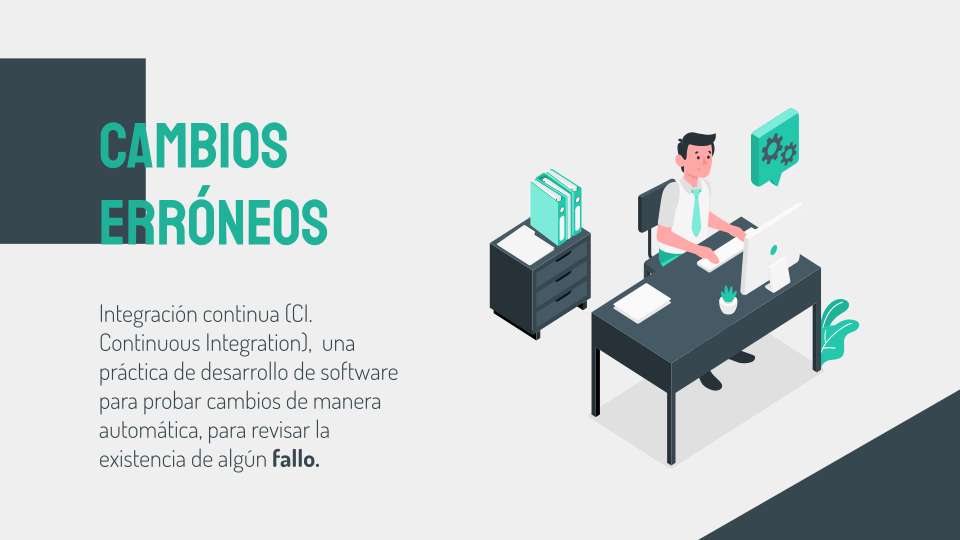 CAMBIOS
ERRÓNEOS
Integración continua (CI.
Continuous Integration),  una
práctica de desarrollo de software
para probar cambios de manera
automática, para revisar la
existencia de algún fallo.